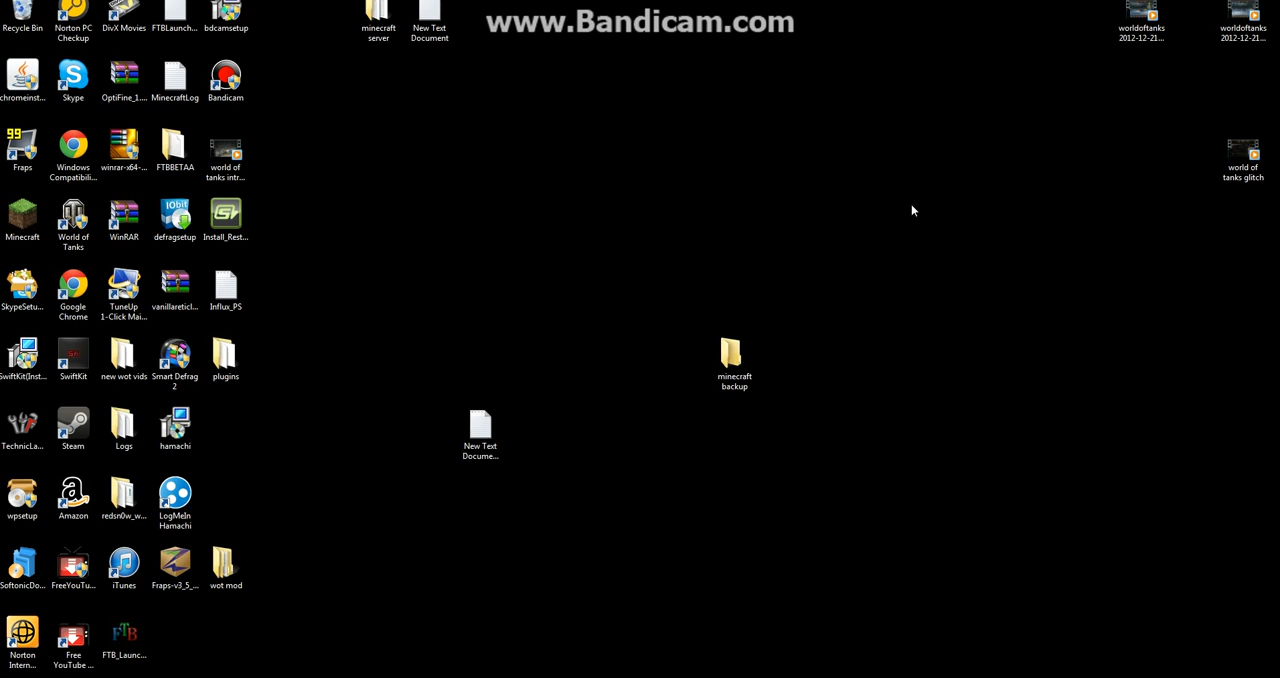 www.Bandicam.com
Recycle Bin
Norton PC
Checkup
DivX Movies
FTBLaunch...
bdcamsetup
minecraft
server
New Text
Document
worldoftanks
2012-12-21...
worldoftanks
2012-12-21...
chromeinst...
Skype
OptiFine_1....
MinecraftLog
Bandicam
99
Fraps
Windows
Compatibili...
winrar-x64-...
FTBBETAA
world of
tanks intr...
world of
tanks glitch
Minecraft
World of
Tanks
WinRAR
IObit
defragsetup
Install_Rest...
SkypeSetu...
Google
Chrome
TuneUp
1-Click Mai...
vanillareticl...
Influx_PS
SwiftKit(Inst...
SwiftKit
new wot vids
Smart Defrag
2
plugins
minecraft
backup
TechnicLa...
Steam
Logs
hamachi
New Text
Docume...
wpsetup
Amazon
redsn0w_w...
LogMeIn
Hamachi
SoftonicDo...
FreeYouTu...
iTunes
Fraps-v3_5_...
wot mod
Norton
Intern...
Free
YouTube ...
FTB
FTB_Launc...